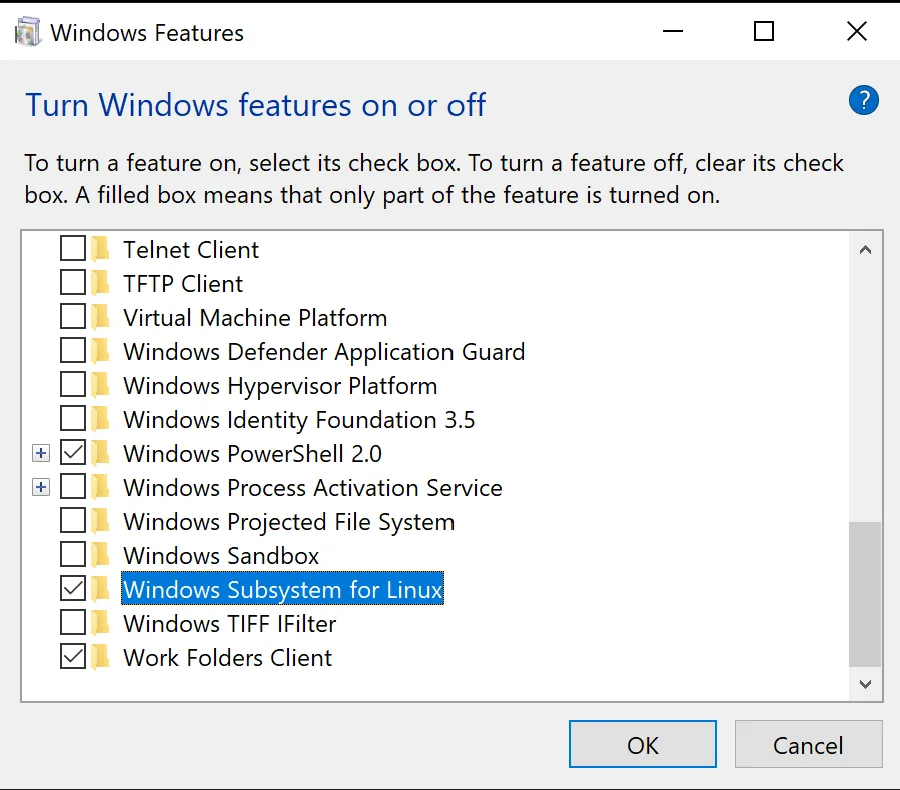 Windows Features
Turn Windows features on or off
?
To turn a feature on, select its check box. To turn a feature off, clear its check
box. A filled box means that only part of the feature is turned on.
Telnet Client
TFTP Client
Virtual Machine Platform
Windows Defender Application Guard
Windows Hypervisor Platform
Windows Identity Foundation 3.5
Windows PowerShell 2.0
Windows Process Activation Service
Windows Projected File System
Windows Sandbox
Windows Subsystem for Linux
Windows TIFF IFilter
Work Folders Client
OK
Cancel